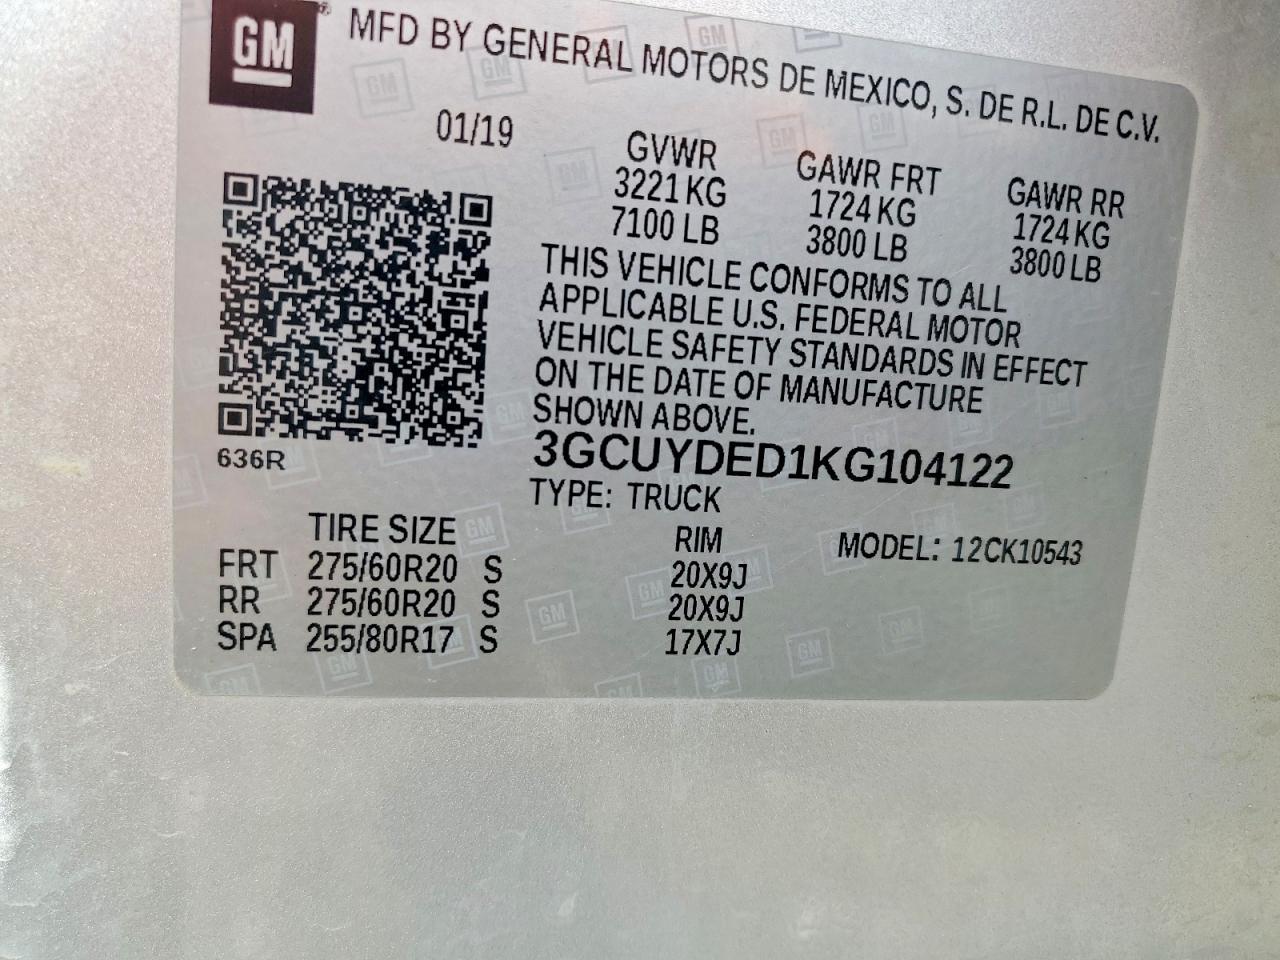 GM
MFD BY GENERAL MOTORS DE MEXICO, S. DE R.L. DE C.V.
01/19
GVWR GAWR FRT GAWR RR
3221 KG 1724 KG 1724 KG
7100 LB 3800 LB 3800 LB
THIS VEHICLE CONFORMS TO ALL
APPLICABLE U.S. FEDERAL MOTOR
VEHICLE SAFETY STANDARDS IN EFFECT
ON THE DATE OF MANUFACTURE
SHOWN ABOVE.
636R
3GCUYDED1KG104122
TYPE: TRUCK
TIRE SIZE RIM MODEL: 12CK10543
FRT 275/60R20 S 20X9J
RR 275/60R20 S 20X9J
SPA 255/80R17 S 17X7J